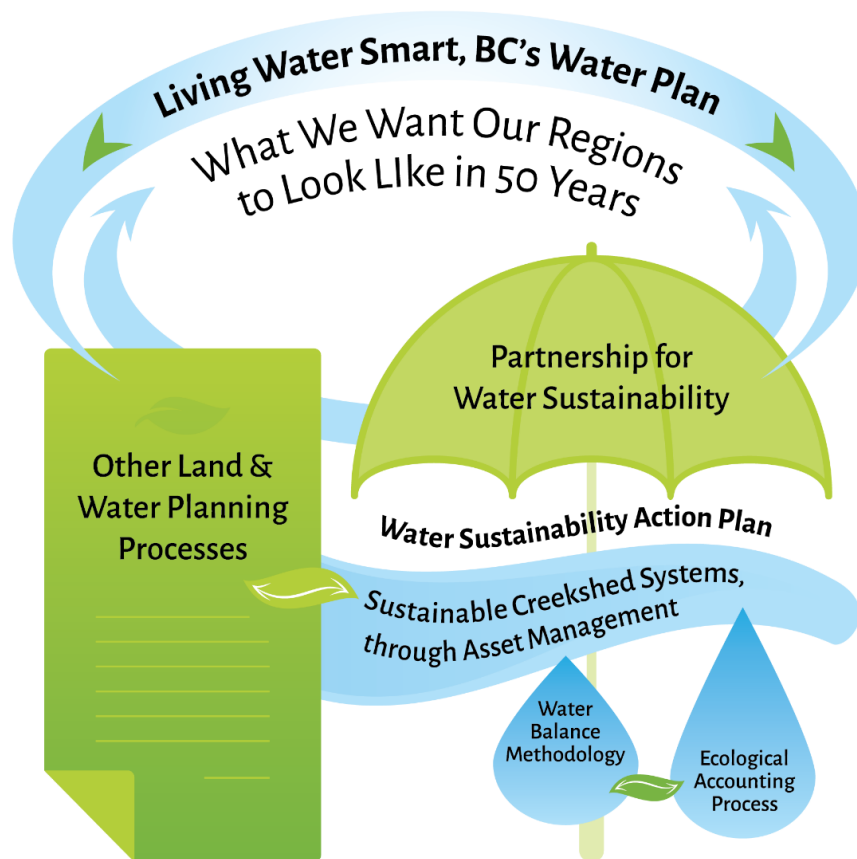 Living Water Smart, BC's Water Plan
What We Want Our Regions
to Look LIke in 50 Years
Partnership for
Water Sustainability
Other Land &
Water Planning
Processes
Water Sustainability Action Plan
Sustainable Creekshed Systems,
through Asset Management
Water
Balance
Methodology
Ecological
Accounting
Process